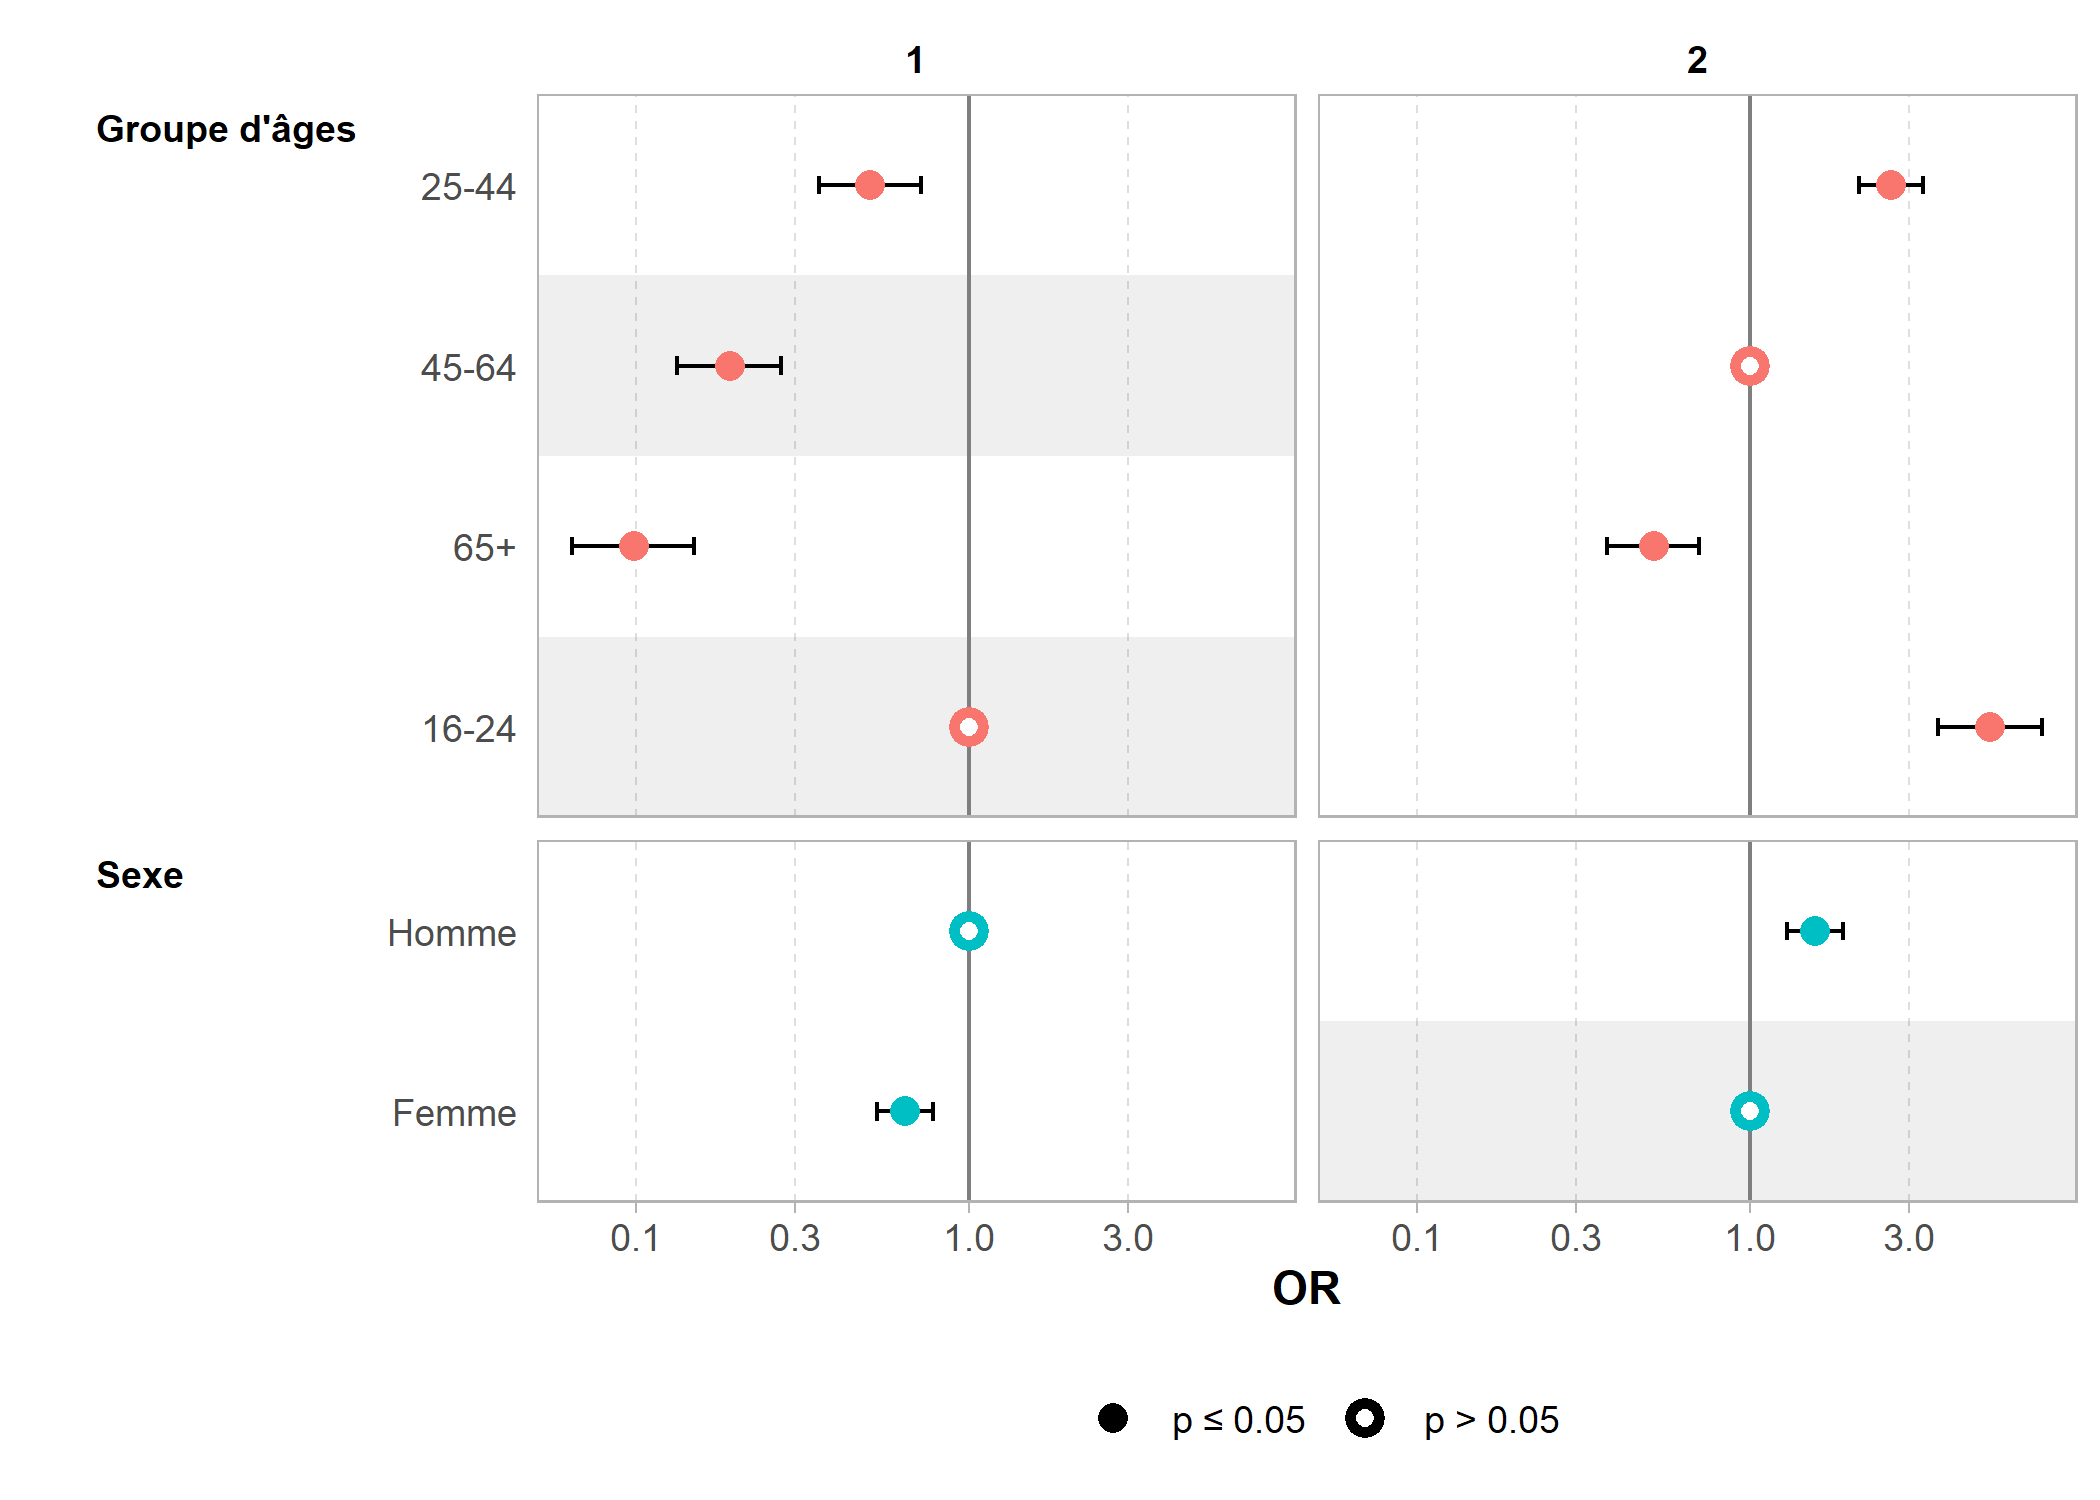 1 2
Groupe d'âges
25-44
45-64
65+
16-24
Sexe
Homme
Femme
0.1 0.3 1.0 3.0 0.1 0.3 1.0 3.0
OR
p ≤ 0.05 p > 0.05